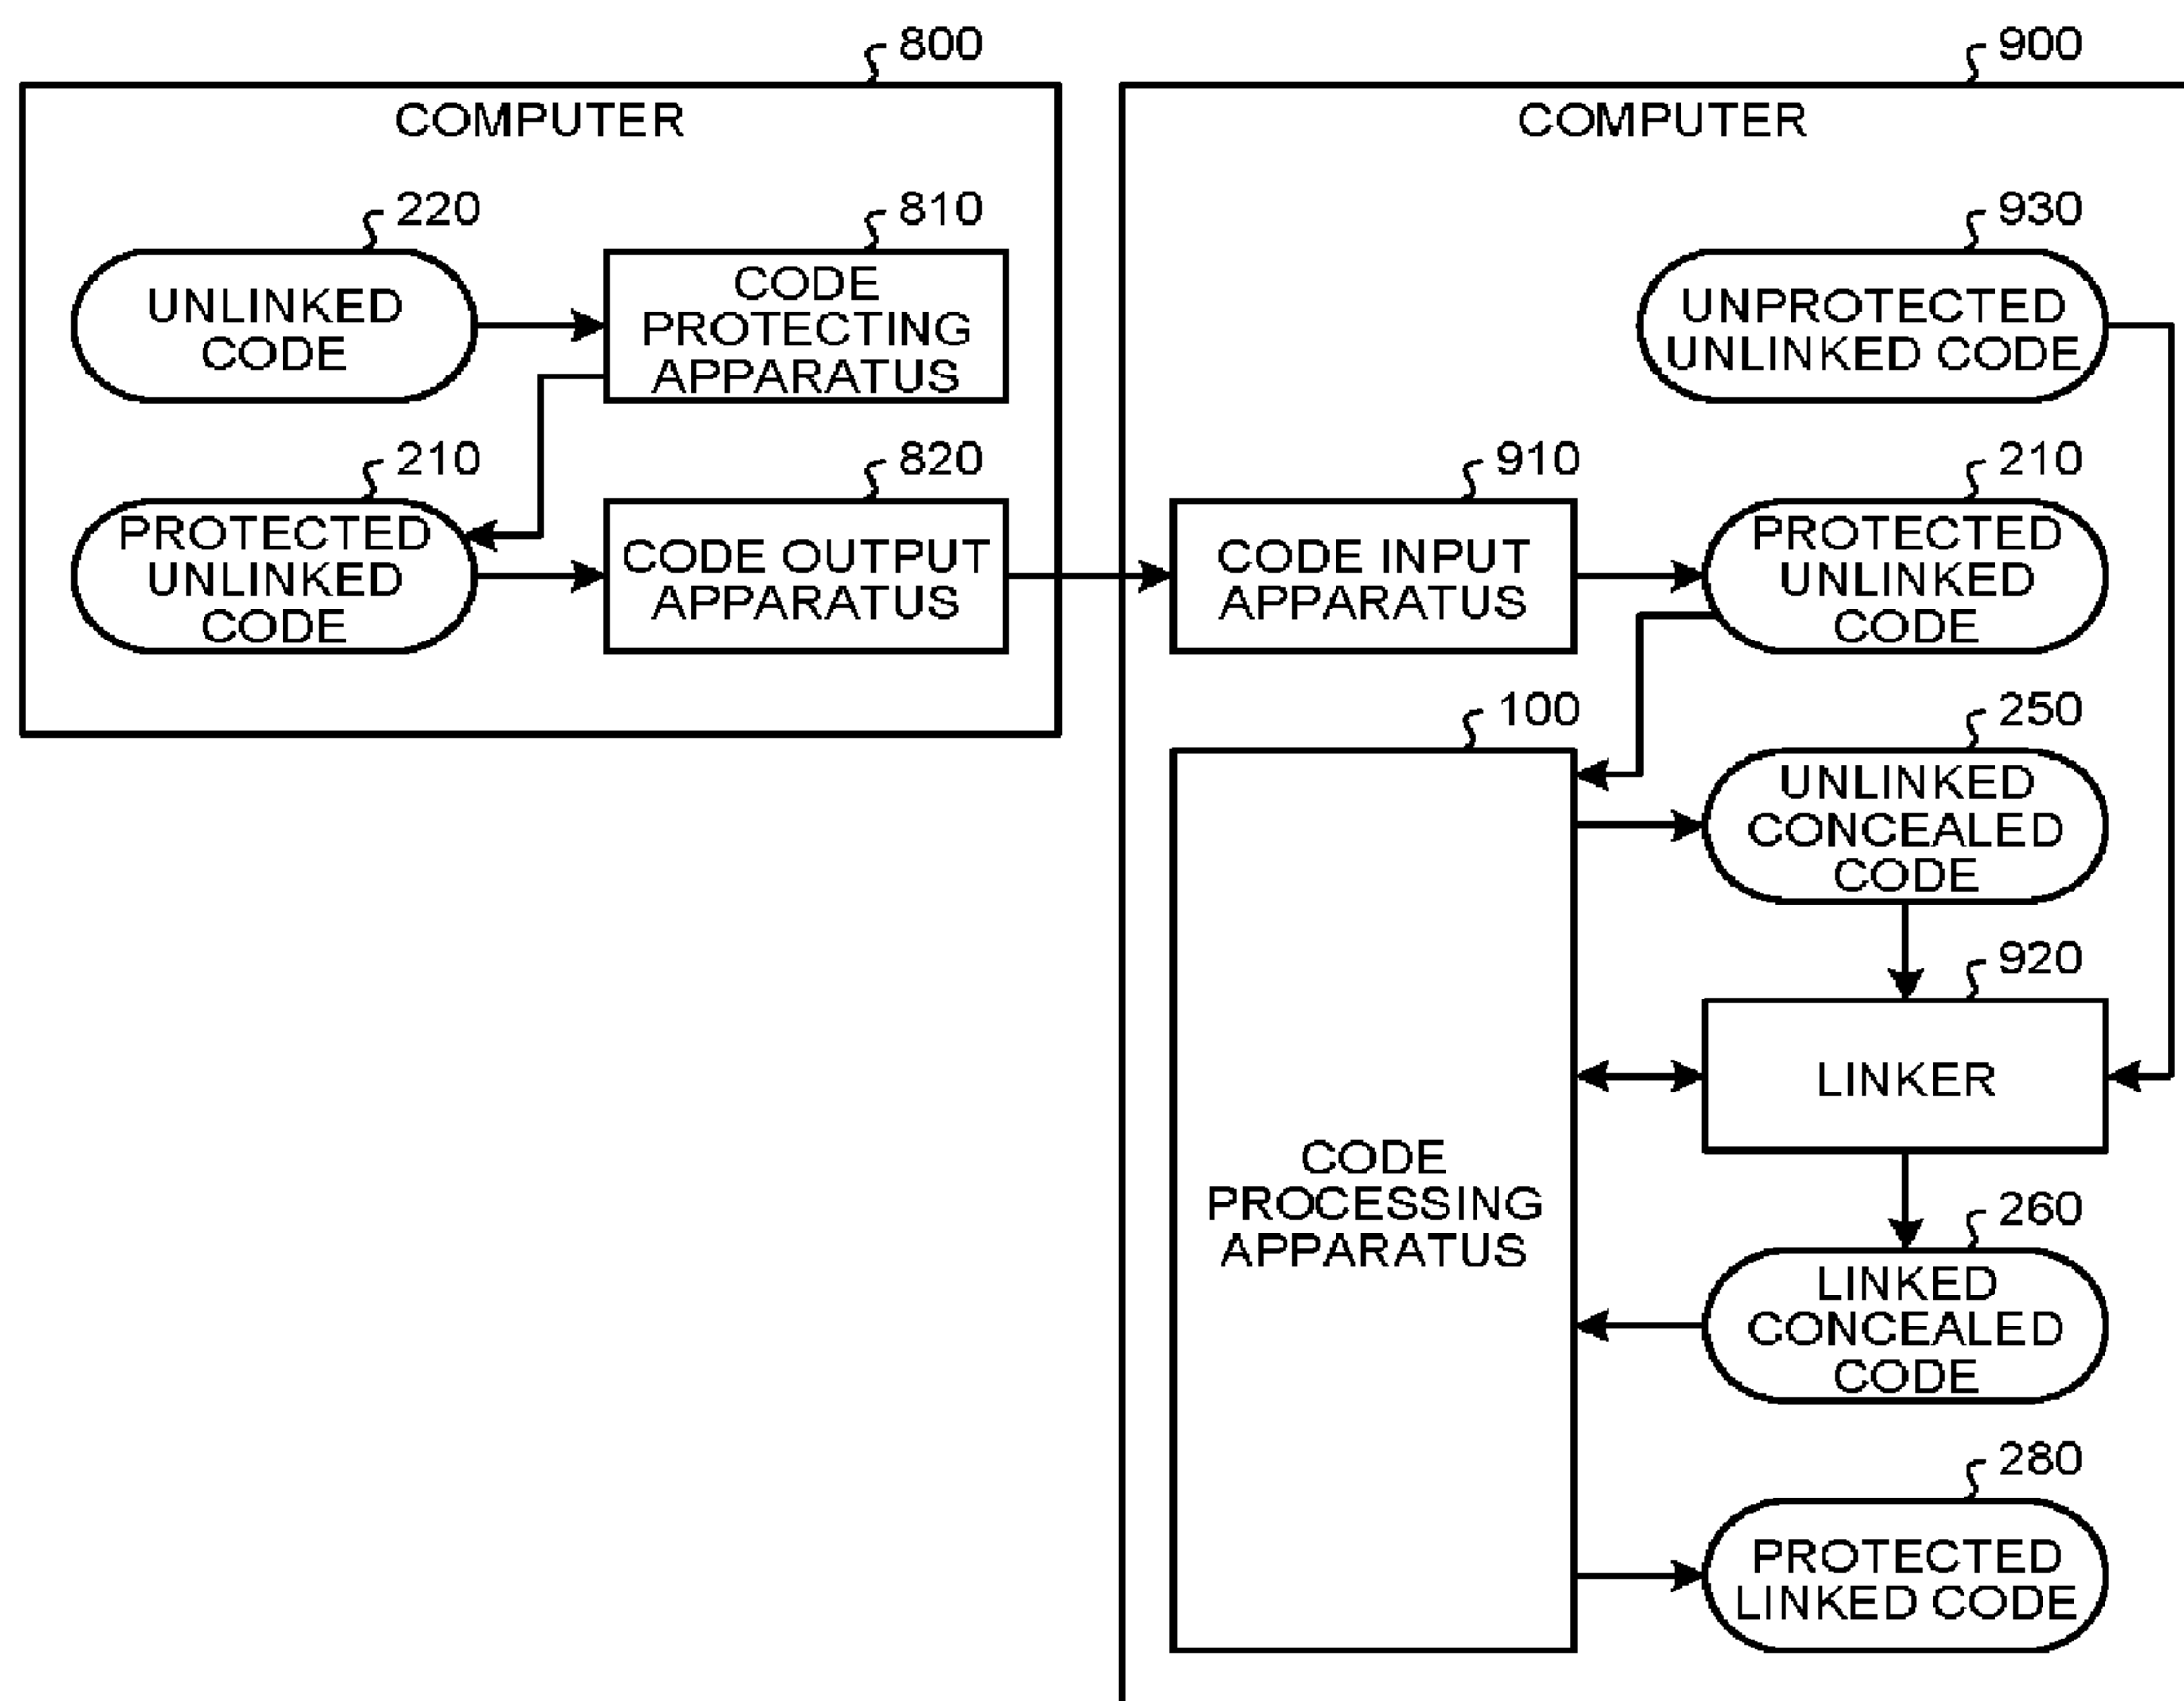 800
COMPUTER
220
UNLINKED
CODE
810
CODE
PROTECTING
APPARATUS
210
PROTECTED
UNLINKED
CODE
820
CODE OUTPUT
APPARATUS
900
COMPUTER
930
UNPROTECTED
UNLINKED CODE
910
CODE INPUT
APPARATUS
210
PROTECTED
UNLINKED
CODE
100
CODE
PROCESSING
APPARATUS
250
UNLINKED
CONCEALED
CODE
920
LINKER
260
LINKED
CONCEALED
CODE
280
PROTECTED
LINKED CODE